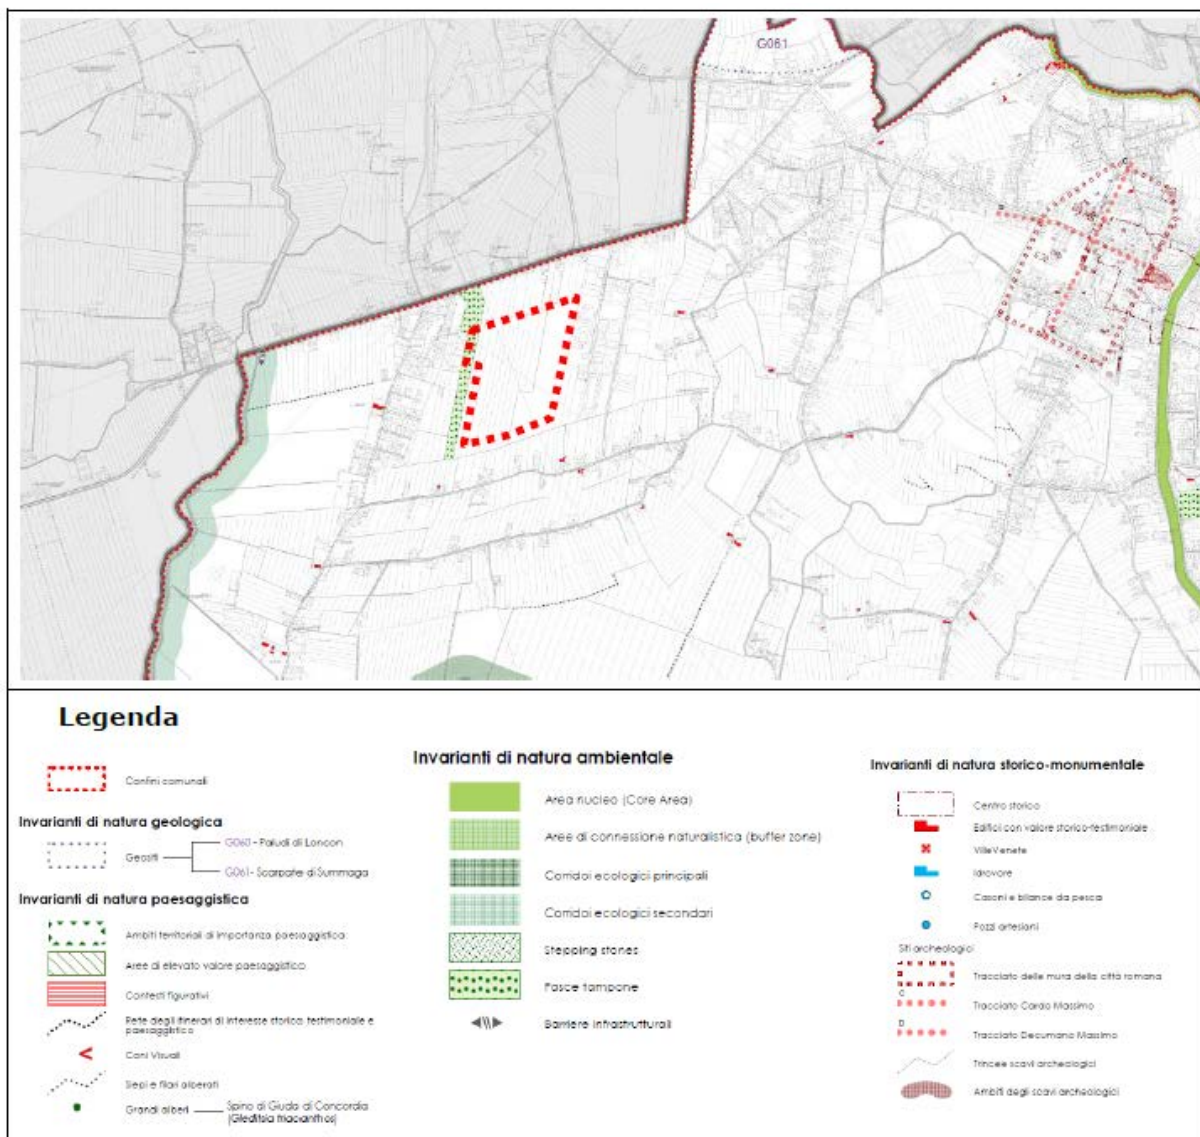 G061
C
D
Legenda
Confini comunali
Invarianti di natura geologica
Geositi
G060 - Paludi di Loncon
G061 - Scarpate di Summaga
Invarianti di natura paesaggistica
Ambiti territoriali di importanza paesaggistica
Aree di elevato valore paesaggistico
Contesti figurativi
Rete degli itinerari di interesse storico testimoniale e
paesaggistico
Coni Visuali
Siepi e filari alberati
Grandi alberi
Spino di Giuda di Concordia
(Gleditsia triacanthos)
Invarianti di natura ambientale
Area nucleo (Core Area)
Aree di connessione naturalistica (buffer zone)
Corridoi ecologici principali
Corridoi ecologici secondari
Stepping stones
Fasce tampone
Barriere infrastrutturali
Invarianti di natura storico-monumentale
Centro storico
Edifici con valore storico-testimoniale
Ville Venete
Idrovore
Casoni e bilance da pesca
Pozzi artesiani
Siti archeologici
Tracciato delle mura della città romana
C
Tracciato Cardo Massimo
D
Tracciato Decumano Massimo
Trincee scavi archeologici
Ambiti degli scavi archeologici